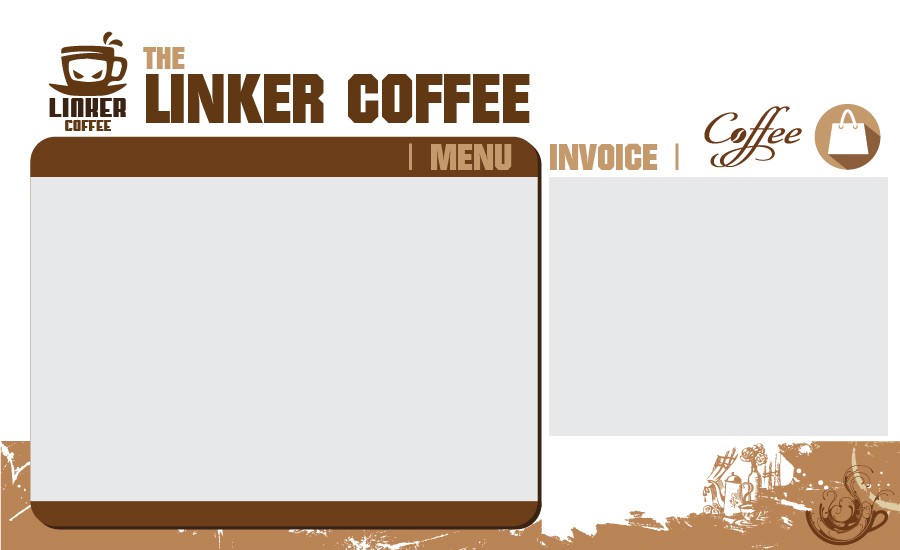 LINKER
COFFEE
THE
LINKER COFFEE
| MENU
INVOICE |
Coffee